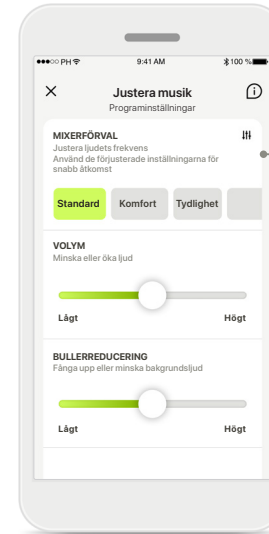 PH 9:41 AM 100 %
Justera musik
Programinställningar
MIXERFÖRVAL
Justera ljudets frekvens
Använd de förjusterade inställningarna för
snabb åtkomst
Standard Komfort Tydlighet
VOLYM
Minska eller öka ljud
Lågt Högt
BULLERREDUCERING
Fånga upp eller minska bakgrundsljud
Lågt Högt